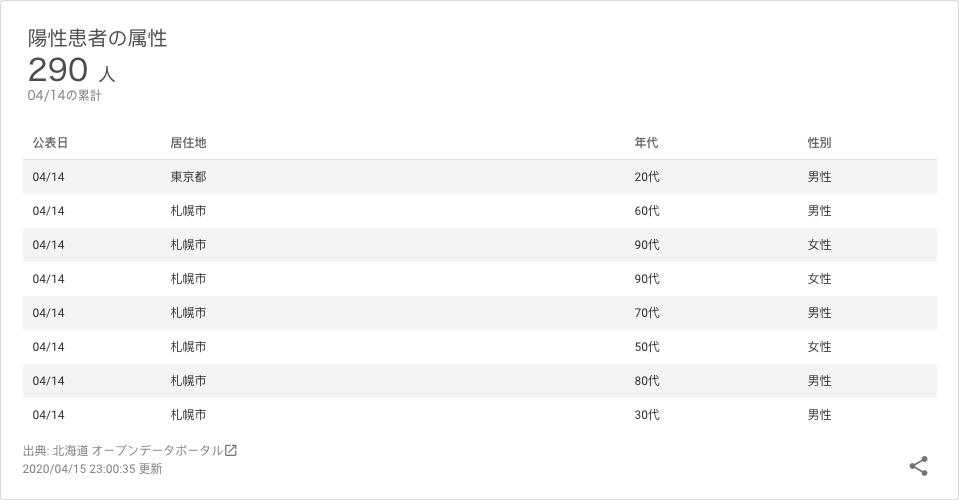 陽性患者の属性
290 人
04/14の累計
公表日 居住地 年代 性別
04/14 東京都 20代 男性
04/14 札幌市 60代 男性
04/14 札幌市 90代 女性
04/14 札幌市 90代 女性
04/14 札幌市 70代 男性
04/14 札幌市 50代 女性
04/14 札幌市 80代 男性
04/14 札幌市 30代 男性
出典: 北海道 オープンデータポータル
2020/04/15 23:00:35 更新